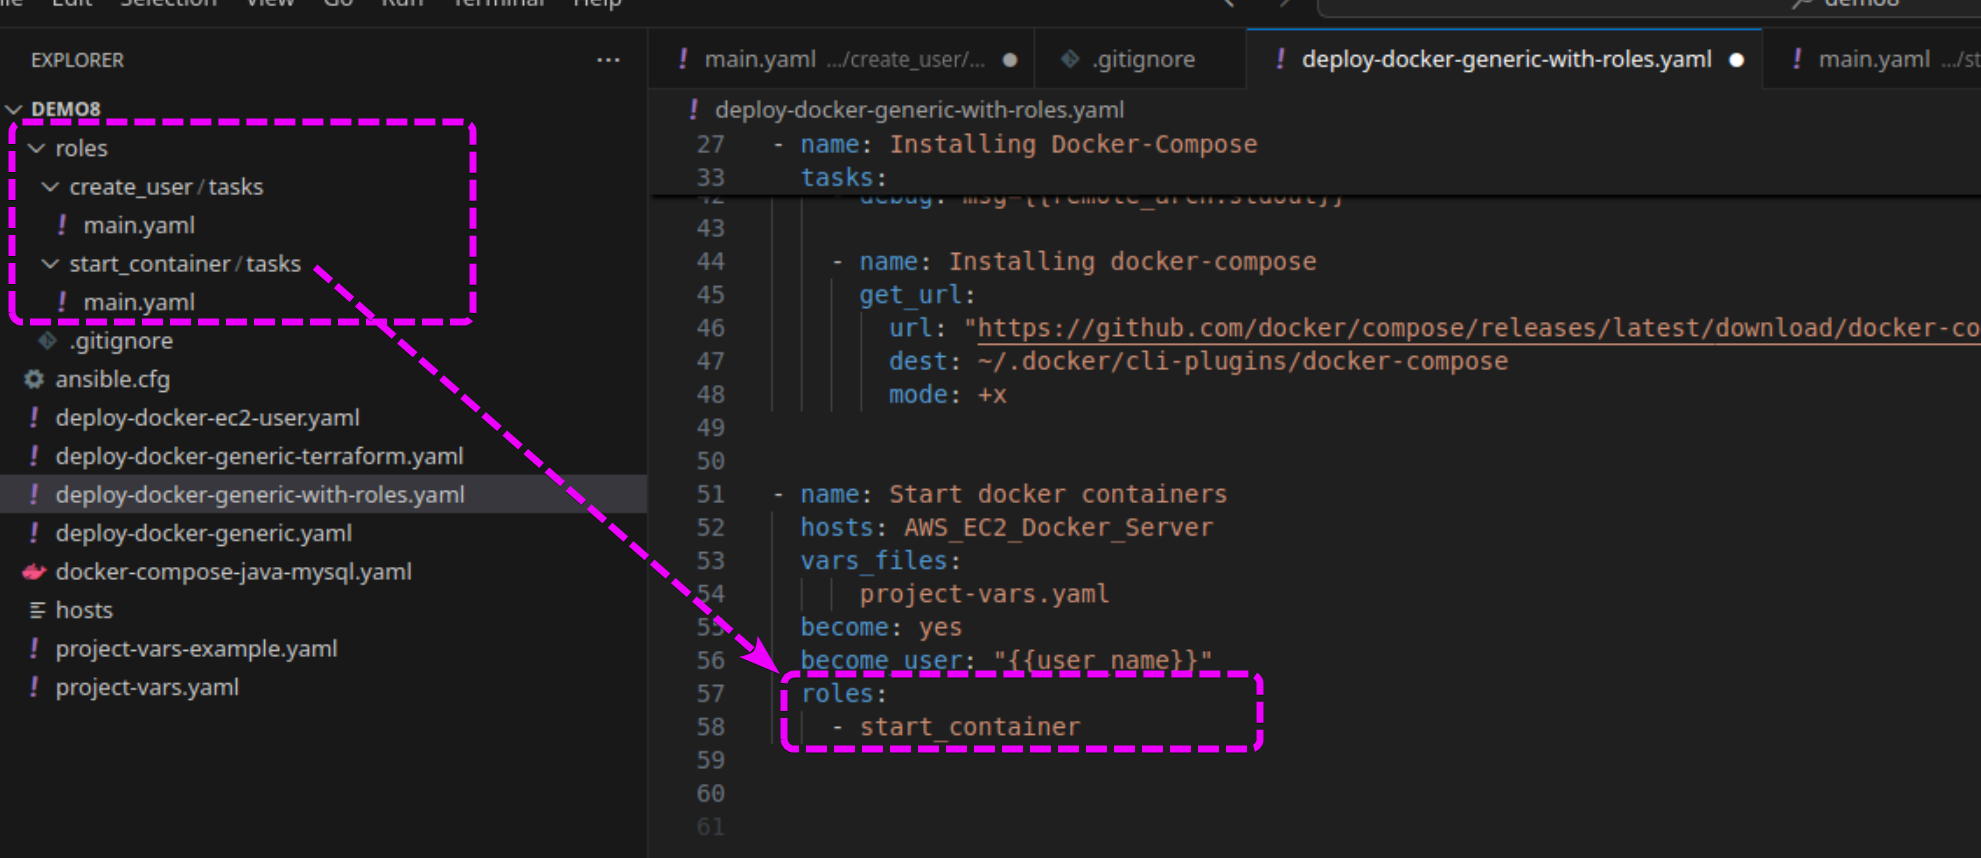 Edit Selection View Go Run Terminal Help
demo8
EXPLORER
DEMO8
roles
create_user / tasks
main.yaml
start_container / tasks
main.yaml
.gitignore
ansible.cfg
deploy-docker-ec2-user.yaml
deploy-docker-generic-terraform.yaml
deploy-docker-generic-with-roles.yaml
deploy-docker-generic.yaml
docker-compose-java-mysql.yaml
hosts
project-vars-example.yaml
project-vars.yaml
main.yaml .../create_user/... .gitignore deploy-docker-generic-with-roles.yaml main.yaml .../st
deploy-docker-generic-with-roles.yaml
27 - name: Installing Docker-Compose
33 tasks:
42 debug: msg={{remote_arch.stdout}}
43
44 - name: Installing docker-compose
45 get_url:
46 url: "https://github.com/docker/compose/releases/latest/download/docker-co
47 dest: ~/.docker/cli-plugins/docker-compose
48 mode: +x
49
50
51 - name: Start docker containers
52 hosts: AWS_EC2_Docker_Server
53 vars_files:
54 project-vars.yaml
55 become: yes
56 become_user: "{{user_name}}"
57 roles:
58 - start_container
59
60
61